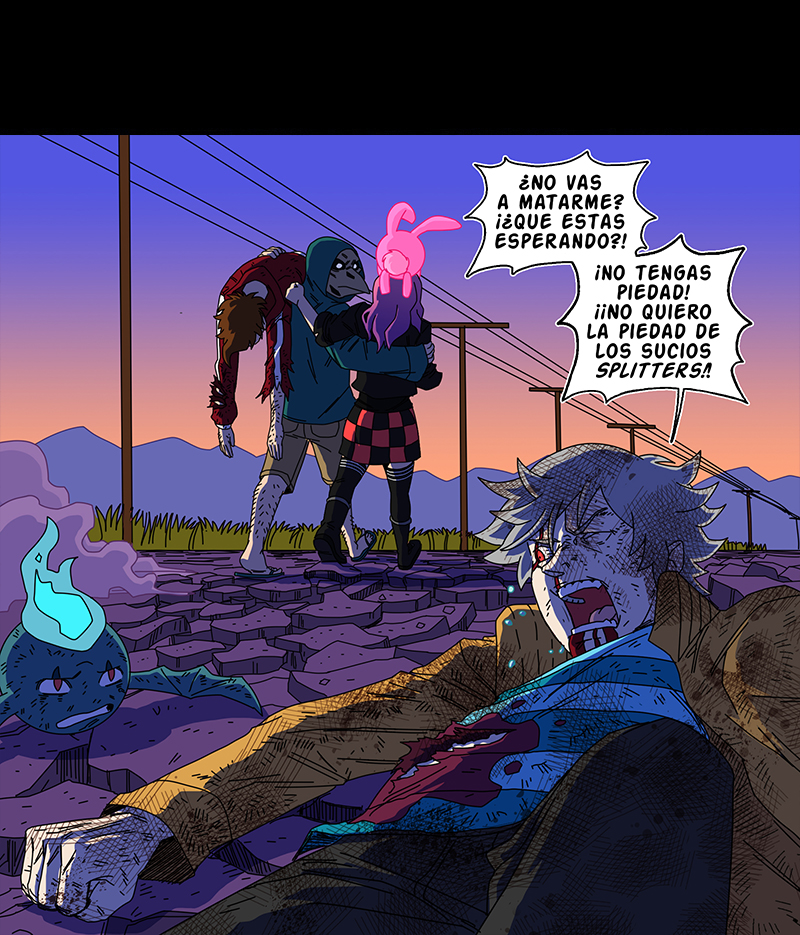 ¿NO VAS
A MATARME?
¡¿QUE ESTAS
ESPERANDO?!
¡NO TENGAS
PIEDAD!
¡¡NO QUIERO
LA PIEDAD DE
LOS SUCIOS
SPLITTERS!!